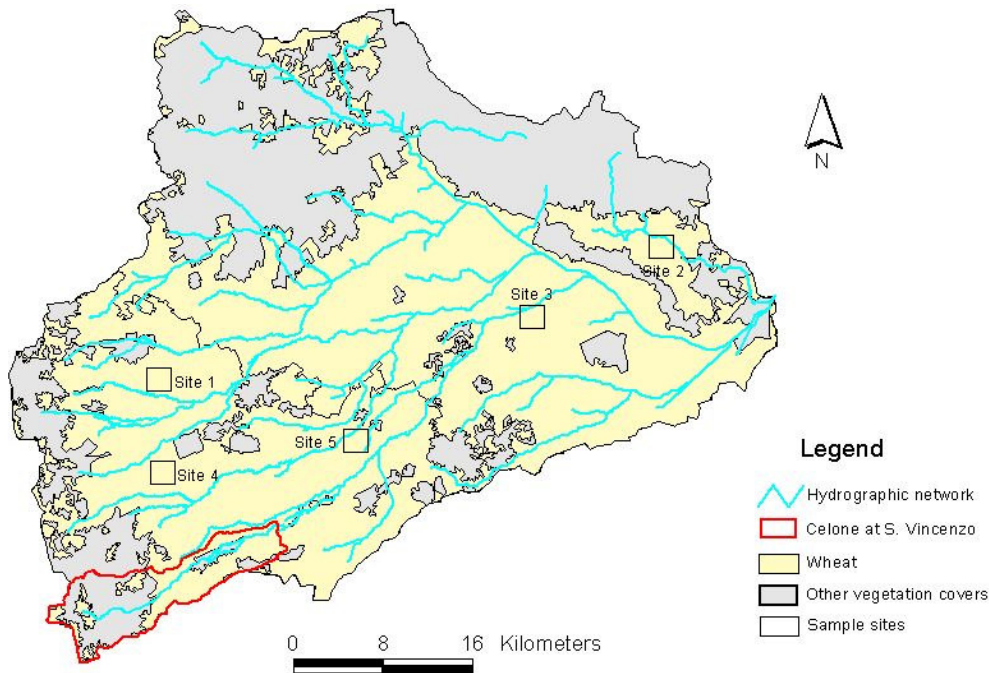 N
Site 2
Site 3
Site 1
Site 5
Site 4
Legend
Hydrographic network
Celone at S. Vincenzo
Wheat
Other vegetation covers
Sample sites
0 8 16 Kilometers